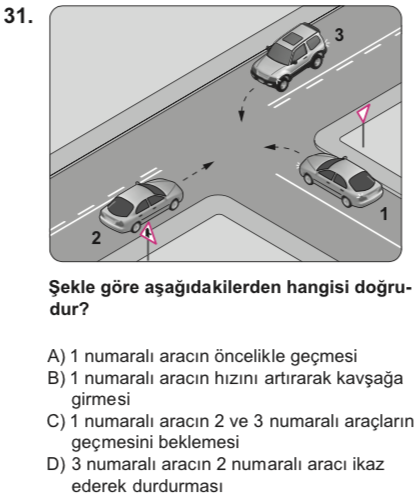 31.
3
1
2
Şekle göre aşağıdakilerden hangisi doğru-
dur?
A) 1 numaralı aracın öncelikle geçmesi
B) 1 numaralı aracın hızını artırarak kavşağa
girmesi
C) 1 numaralı aracın 2 ve 3 numaralı araçların
geçmesini beklemesi
D) 3 numaralı aracın 2 numaralı aracı ikaz
ederek durdurması